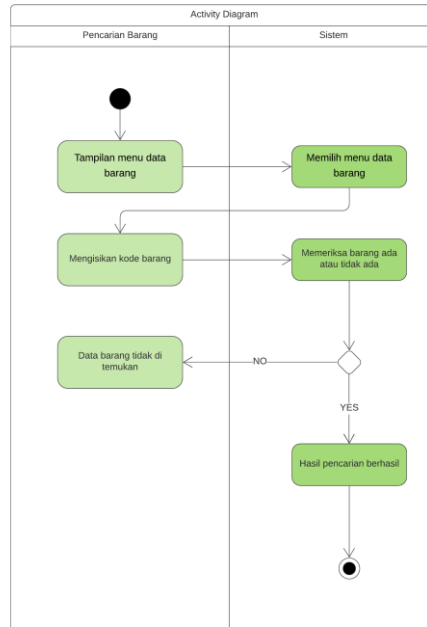 Activity Diagram
Pencarian Barang
Sistem
Tampilan menu data
barang
Memilih menu data
barang
Mengisikan kode barang
Memeriksa barang ada
atau tidak ada
Data barang tidak di
temukan
NO
YES
Hasil pencarian berhasil